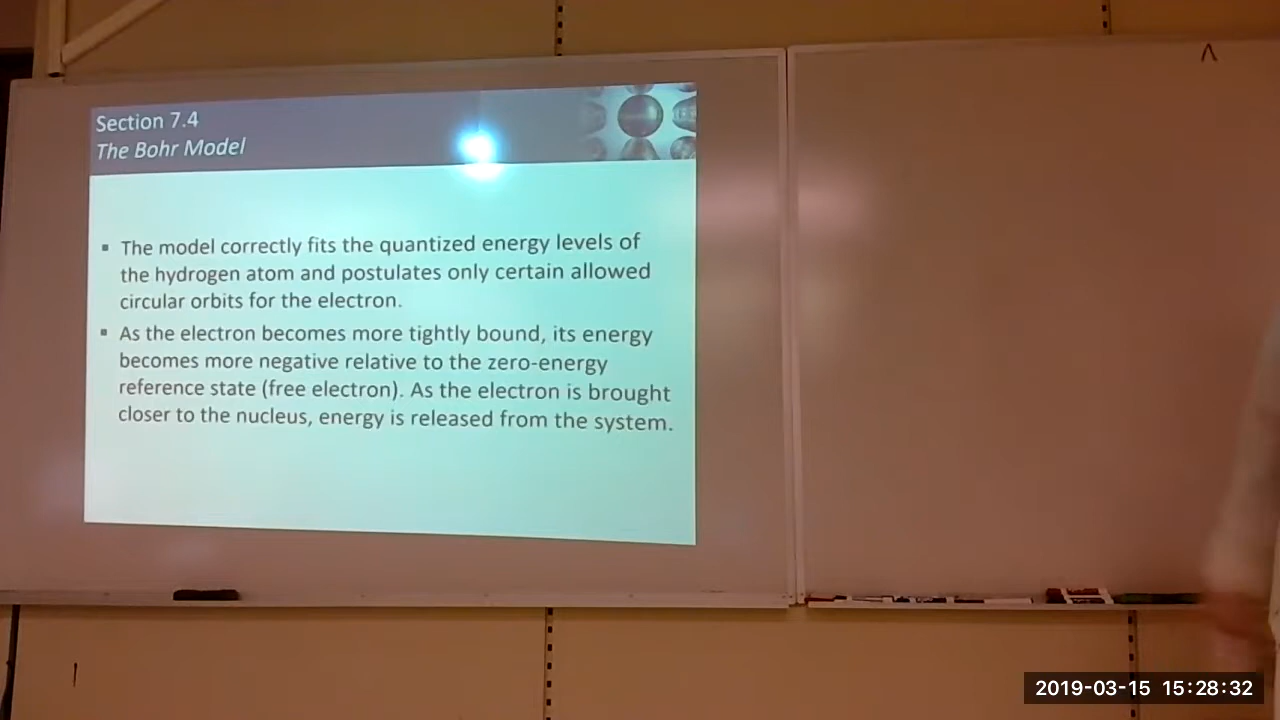 Section 7.4
The Bohr Model
▪ The model correctly fits the quantized energy levels of
the hydrogen atom and postulates only certain allowed
circular orbits for the electron.
▪ As the electron becomes more tightly bound, its energy
becomes more negative relative to the zero-energy
reference state (free electron). As the electron is brought
closer to the nucleus, energy is released from the system.
2019-03-15 15:28:32